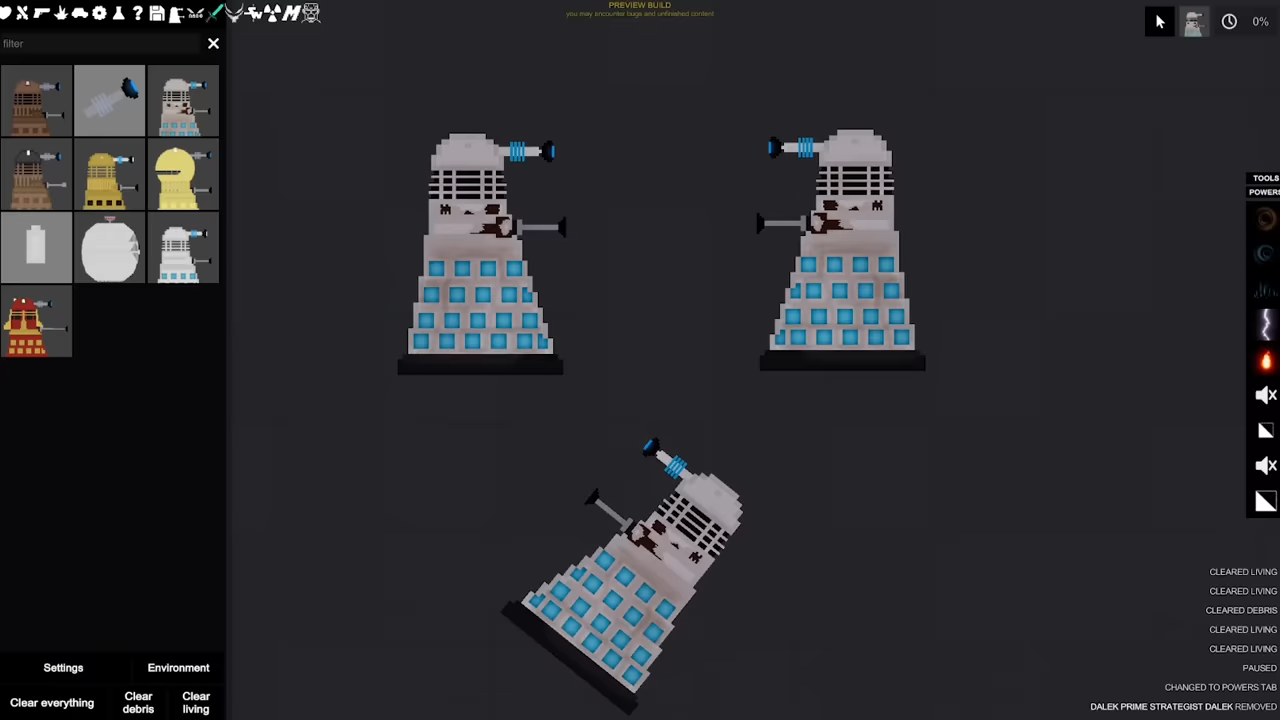 PREVIEW BUILD
you may encounter bugs and unfinished content
0%
filter
TOOLS
POWERS
CLEARED LIVING
CLEARED LIVING
CLEARED DEBRIS
CLEARED LIVING
CLEARED LIVING
PAUSED
CHANGED TO POWERS TAB
DALEK PRIME STRATEGIST DALEK REMOVED
Settings
Environment
Clear everything
Clear debris
Clear living